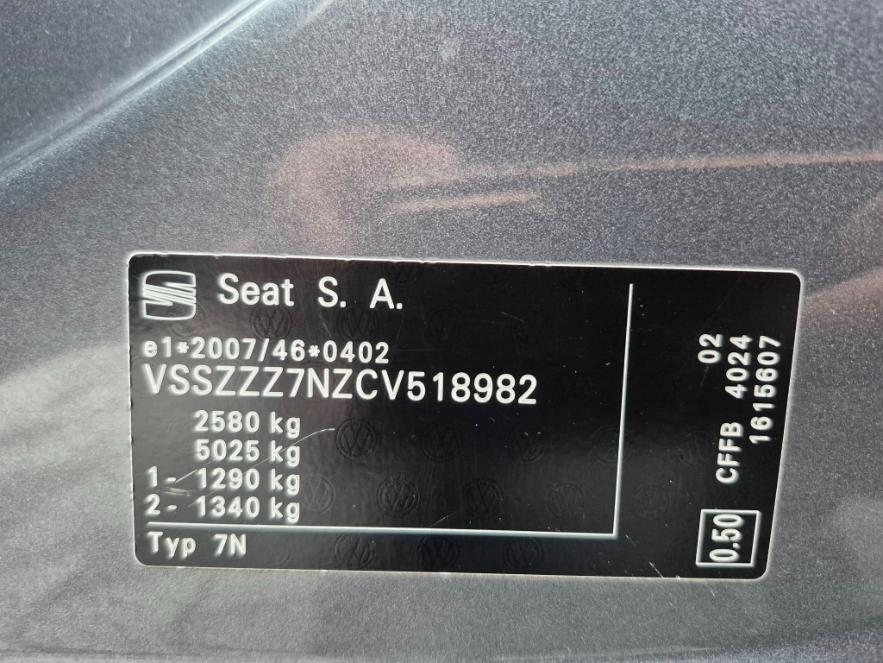 Seat S. A.
e1*2007/46*0402
VSSZZZ7NZCV518982
2580 kg
5025 kg
1- 1290 kg
2- 1340 kg
Typ 7N
02
CFFB 4024
1615607
0.50